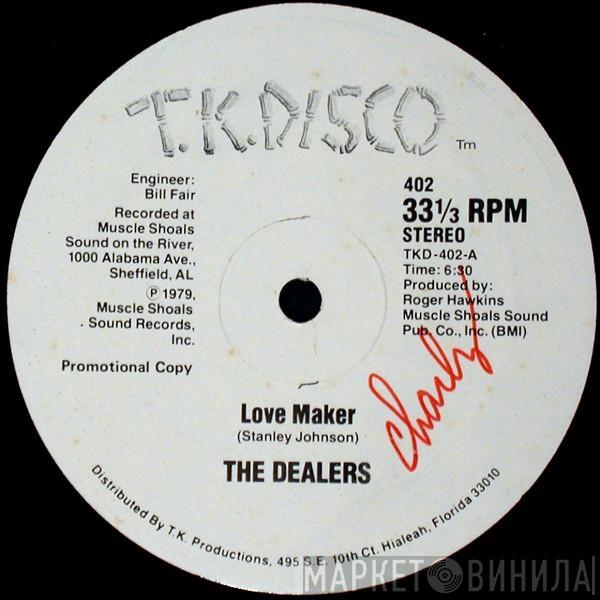 T.K.DISCO
Tm
Engineer:
Bill Fair
Recorded at
Muscle Shoals
Sound on the River,
1000 Alabama Ave.,
Sheffield, AL
℗ 1979,
Muscle Shoals
. Sound Records,
Inc.
Promotional Copy
402
33⅓ RPM
STEREO
TKD-402-A
Time: 6:30
Produced by:
Roger Hawkins
Muscle Shoals Sound
Pub. Co., Inc. (BMI)
Charly
Love Maker
(Stanley Johnson)
THE DEALERS
Distributed By T.K. Productions, 495 S.E. 10th Ct. Hialeah, Florida 33010
МАРКЕТ ВИНИЛА